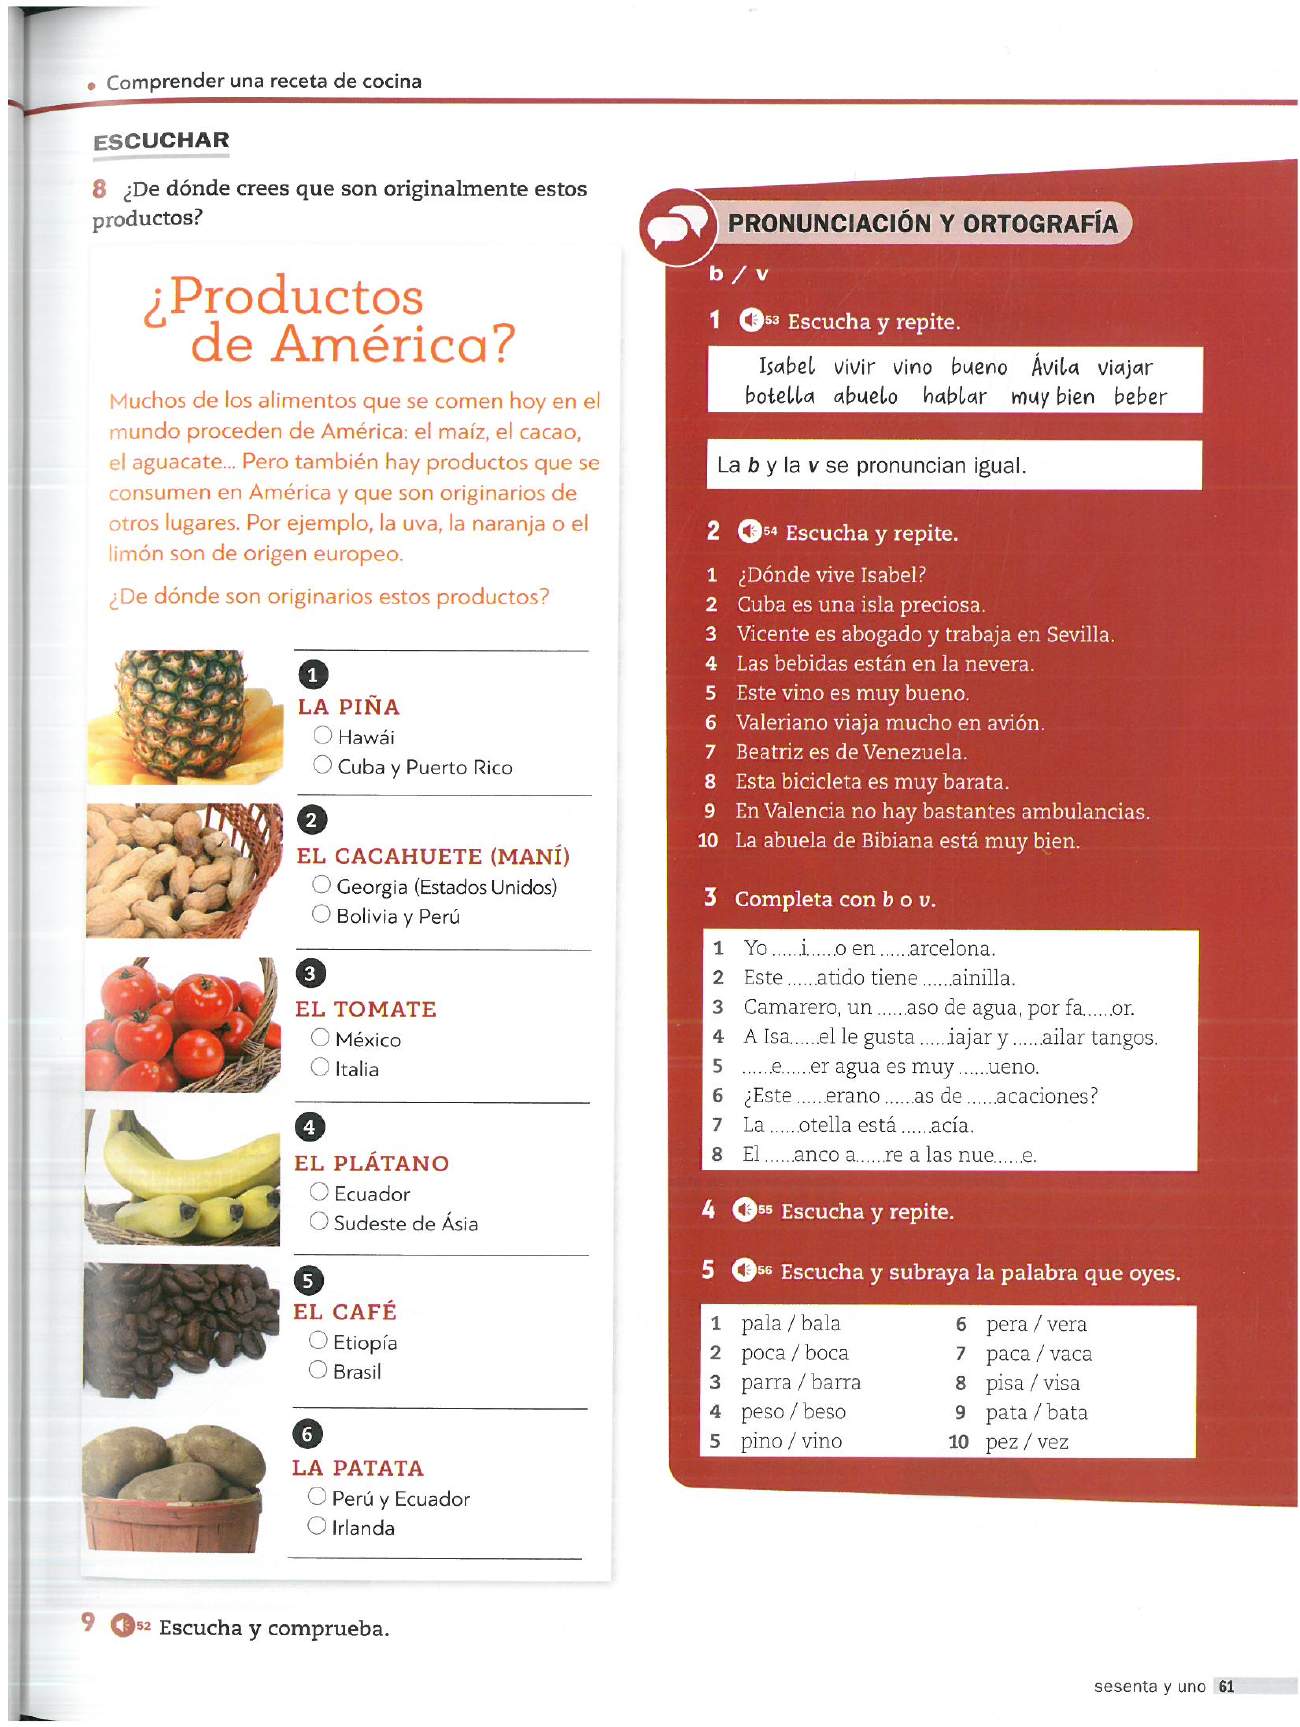 • Comprender una receta de cocina
ESCUCHAR
8 ¿De dónde crees que son originalmente estos
productos?
¿Productos
de América?
Muchos de los alimentos que se comen hoy en el
mundo proceden de América: el maíz, el cacao,
el aguacate... Pero también hay productos que se
consumen en América y que son originarios de
otros lugares. Por ejemplo, la uva, la naranja o el
limón son de origen europeo.
¿De dónde son originarios estos productos?
1
LA PIÑA
Hawái
Cuba y Puerto Rico
2
EL CACAHUETE (MANÍ)
Georgia (Estados Unidos)
Bolivia y Perú
3
EL TOMATE
México
Italia
4
EL PLÁTANO
Ecuador
Sudeste de Ásia
5
EL CAFÉ
Etiopía
Brasil
6
LA PATATA
Perú y Ecuador
Irlanda
9 52 Escucha y comprueba.
PRONUNCIACIÓN Y ORTOGRAFÍA
b / v
1 53 Escucha y repite.
Isabel vivir vino bueno Ávila viajar
botella abuelo hablar muy bien beber
La b y la v se pronuncian igual.
2 54 Escucha y repite.
1 ¿Dónde vive Isabel?
2 Cuba es una isla preciosa.
3 Vicente es abogado y trabaja en Sevilla.
4 Las bebidas están en la nevera.
5 Este vino es muy bueno.
6 Valeriano viaja mucho en avión.
7 Beatriz es de Venezuela.
8 Esta bicicleta es muy barata.
9 En Valencia no hay bastantes ambulancias.
10 La abuela de Bibiana está muy bien.
3 Completa con b o v.
1 Yo ......i......o en ......arcelona.
2 Este ......atido tiene ......ainilla.
3 Camarero, un ......aso de agua, por fa......or.
4 A Isa......el le gusta ......iajar y ......ailar tangos.
5 ......e......er agua es muy ......ueno.
6 ¿Este ......erano ......as de ......acaciones?
7 La ......otella está ......acía.
8 El ......anco a......re a las nue......e.
4 55 Escucha y repite.
5 56 Escucha y subraya la palabra que oyes.
1 pala / bala
2 poca / boca
3 parra / barra
4 peso / beso
5 pino / vino
6 pera / vera
7 paca / vaca
8 pisa / visa
9 pata / bata
10 pez / vez
sesenta y uno 61